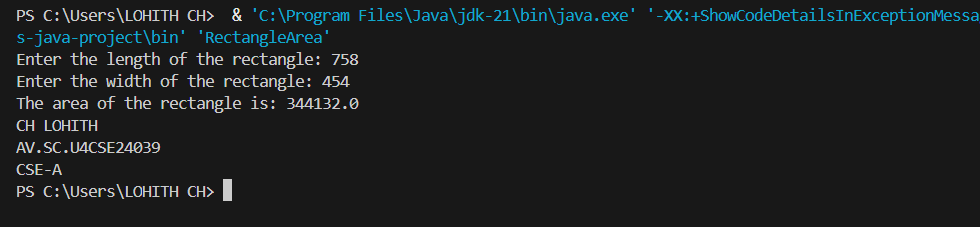 PS C:\Users\LOHITH CH>  & 'C:\Program Files\Java\jdk-21\bin\java.exe' '-XX:+ShowCodeDetailsInExceptionMessa
s-java-project\bin' 'RectangleArea'
Enter the length of the rectangle: 758
Enter the width of the rectangle: 454
The area of the rectangle is: 344132.0
CH LOHITH
AV.SC.U4CSE24039
CSE-A
PS C:\Users\LOHITH CH>